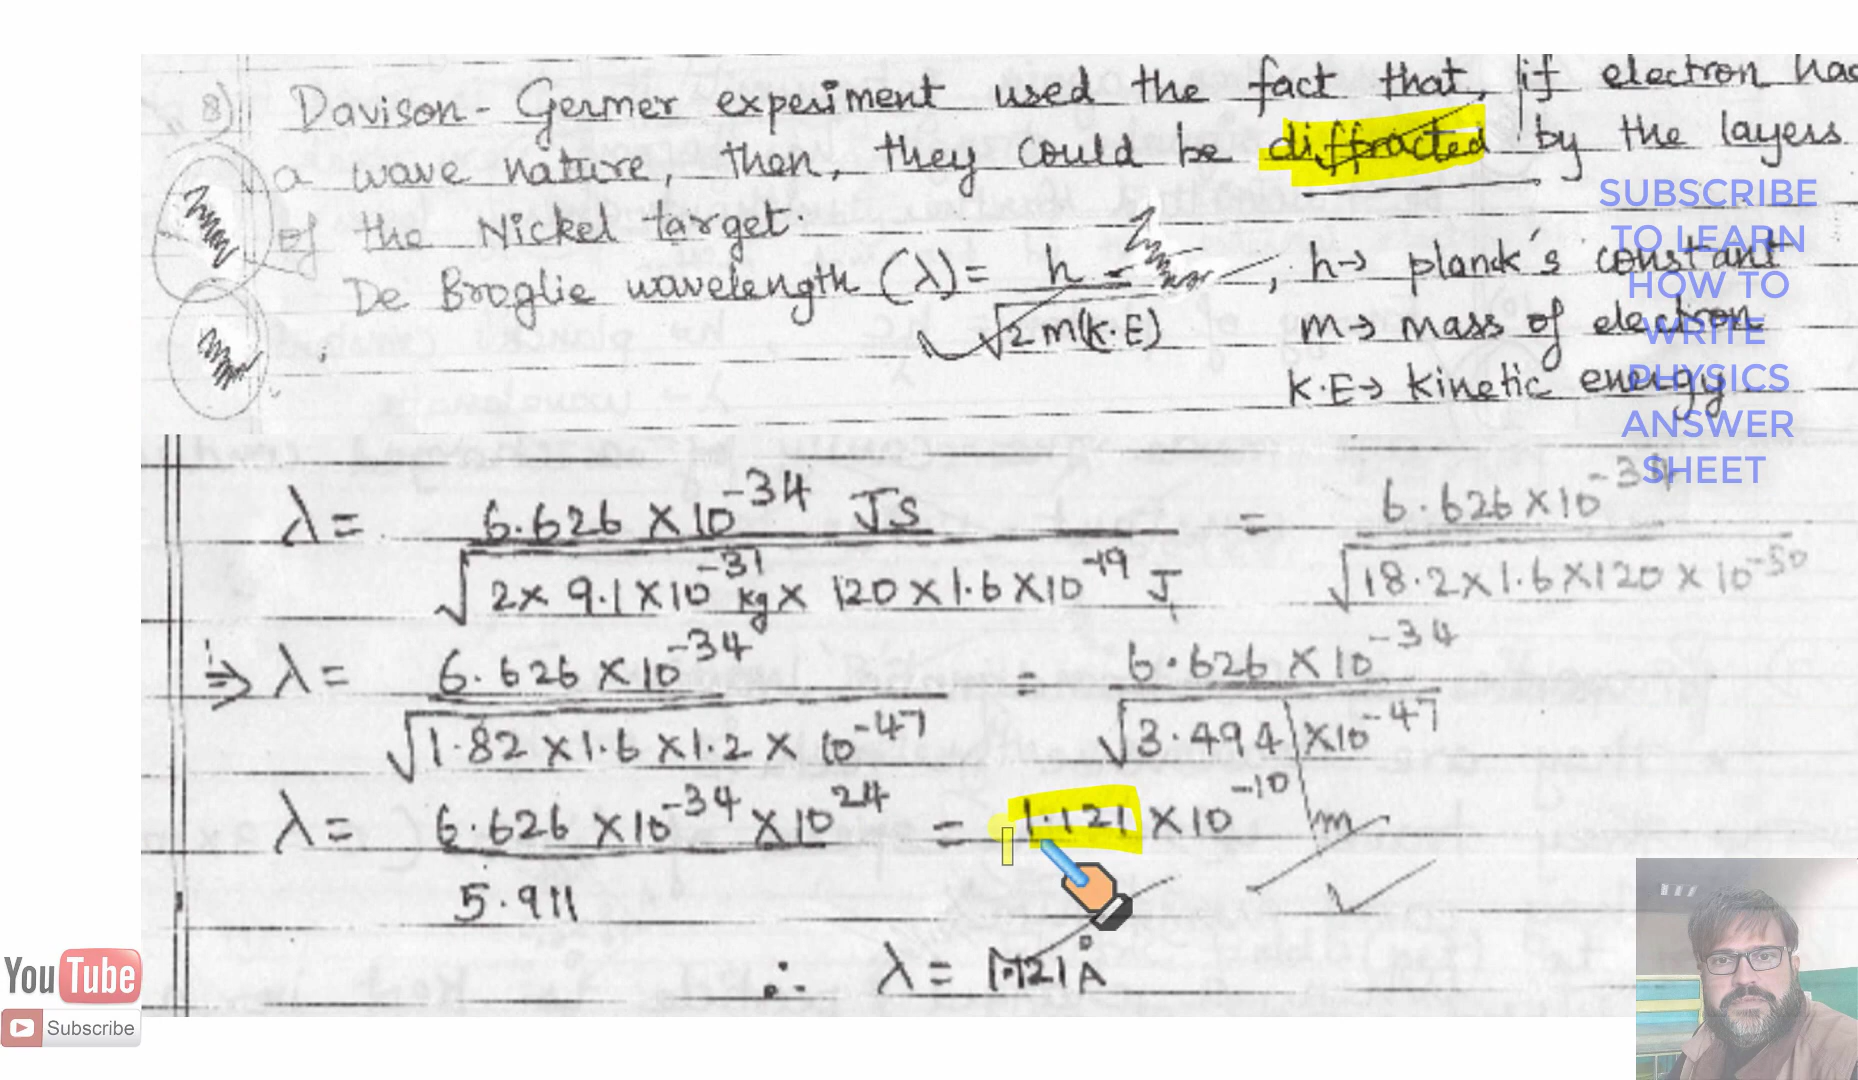 8) Davison - Germer experiment used the fact that, if electron has
a wave nature, then, they could be diffracted by the layers
of the Nickel target.
De Broglie wavelength (λ) = h / √2m(K.E) , h → planck's constant
m → mass of electron
K.E → kinetic energy
λ = 6.626 × 10^-34 JS / √2 × 9.1 × 10^-31 kg × 120 × 1.6 × 10^-19 J = 6.626 × 10^-34 / √18.2 × 1.6 × 120 × 10^-50
⇒ λ = 6.626 × 10^-34 / √1.82 × 1.6 × 1.2 × 10^-47 = 6.626 × 10^-34 / √3.494 × 10^-47
λ = 6.626 × 10^-34 × 10^24 / 5.911 = 1.121 × 10^-10 m
∴ λ = 1.121 Å
SUBSCRIBE
TO LEARN
HOW TO
WRITE
PHYSICS
ANSWER
SHEET
YouTube
Subscribe